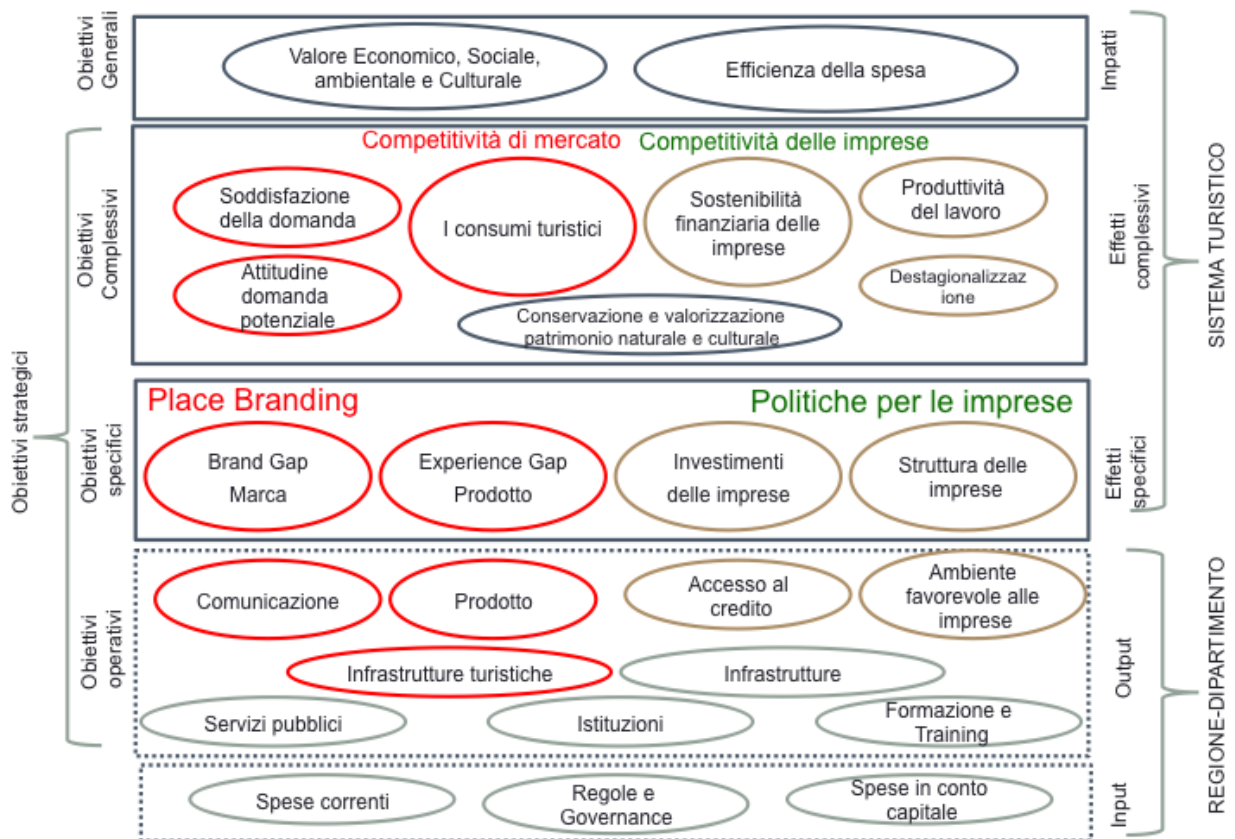 Obiettivi
Generali
Valore Economico, Sociale,
ambientale e Culturale
Efficienza della spesa
Impatti
Obiettivi strategici
Obiettivi
Complessivi
Competitività di mercato
Competitività delle imprese
Soddisfazione
della domanda
I consumi turistici
Sostenibilità
finanziaria delle
imprese
Produttività
del lavoro
Attitudine
domanda
potenziale
Destagionalizzaz
ione
Conservazione e valorizzazione
patrimonio naturale e culturale
Effetti
complessivi
SISTEMA TURISTICO
Obiettivi
specifici
Place Branding
Politiche per le imprese
Brand Gap
Marca
Experience Gap
Prodotto
Investimenti
delle imprese
Struttura delle
imprese
Effetti
specifici
Obiettivi
operativi
Comunicazione
Prodotto
Accesso al
credito
Ambiente
favorevole alle
imprese
Infrastrutture turistiche
Infrastrutture
Servizi pubblici
Istituzioni
Formazione e
Training
Output
REGIONE-DIPARTIMENTO
Spese correnti
Regole e
Governance
Spese in conto
capitale
Input